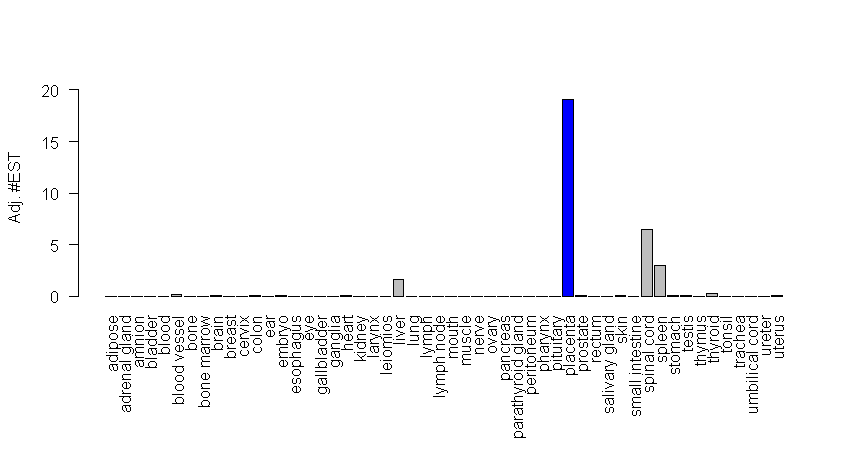 Adj. #EST
20
15
10
5
0
adipose
adrenal gland
amnion
bladder
blood
blood vessel
bone
bone marrow
brain
breast
cervix
colon
ear
embryo
esophagus
eye
gallbladder
ganglia
heart
kidney
larynx
leiomios
liver
lung
lymph
lymph node
mouth
muscle
nerve
ovary
pancreas
parathyroid gland
peritoneum
pharynx
pituitary
placenta
prostate
rectum
salivary gland
skin
small intestine
spinal cord
spleen
stomach
testis
thymus
thyroid
tonsil
trachea
umbilical cord
ureter
uterus